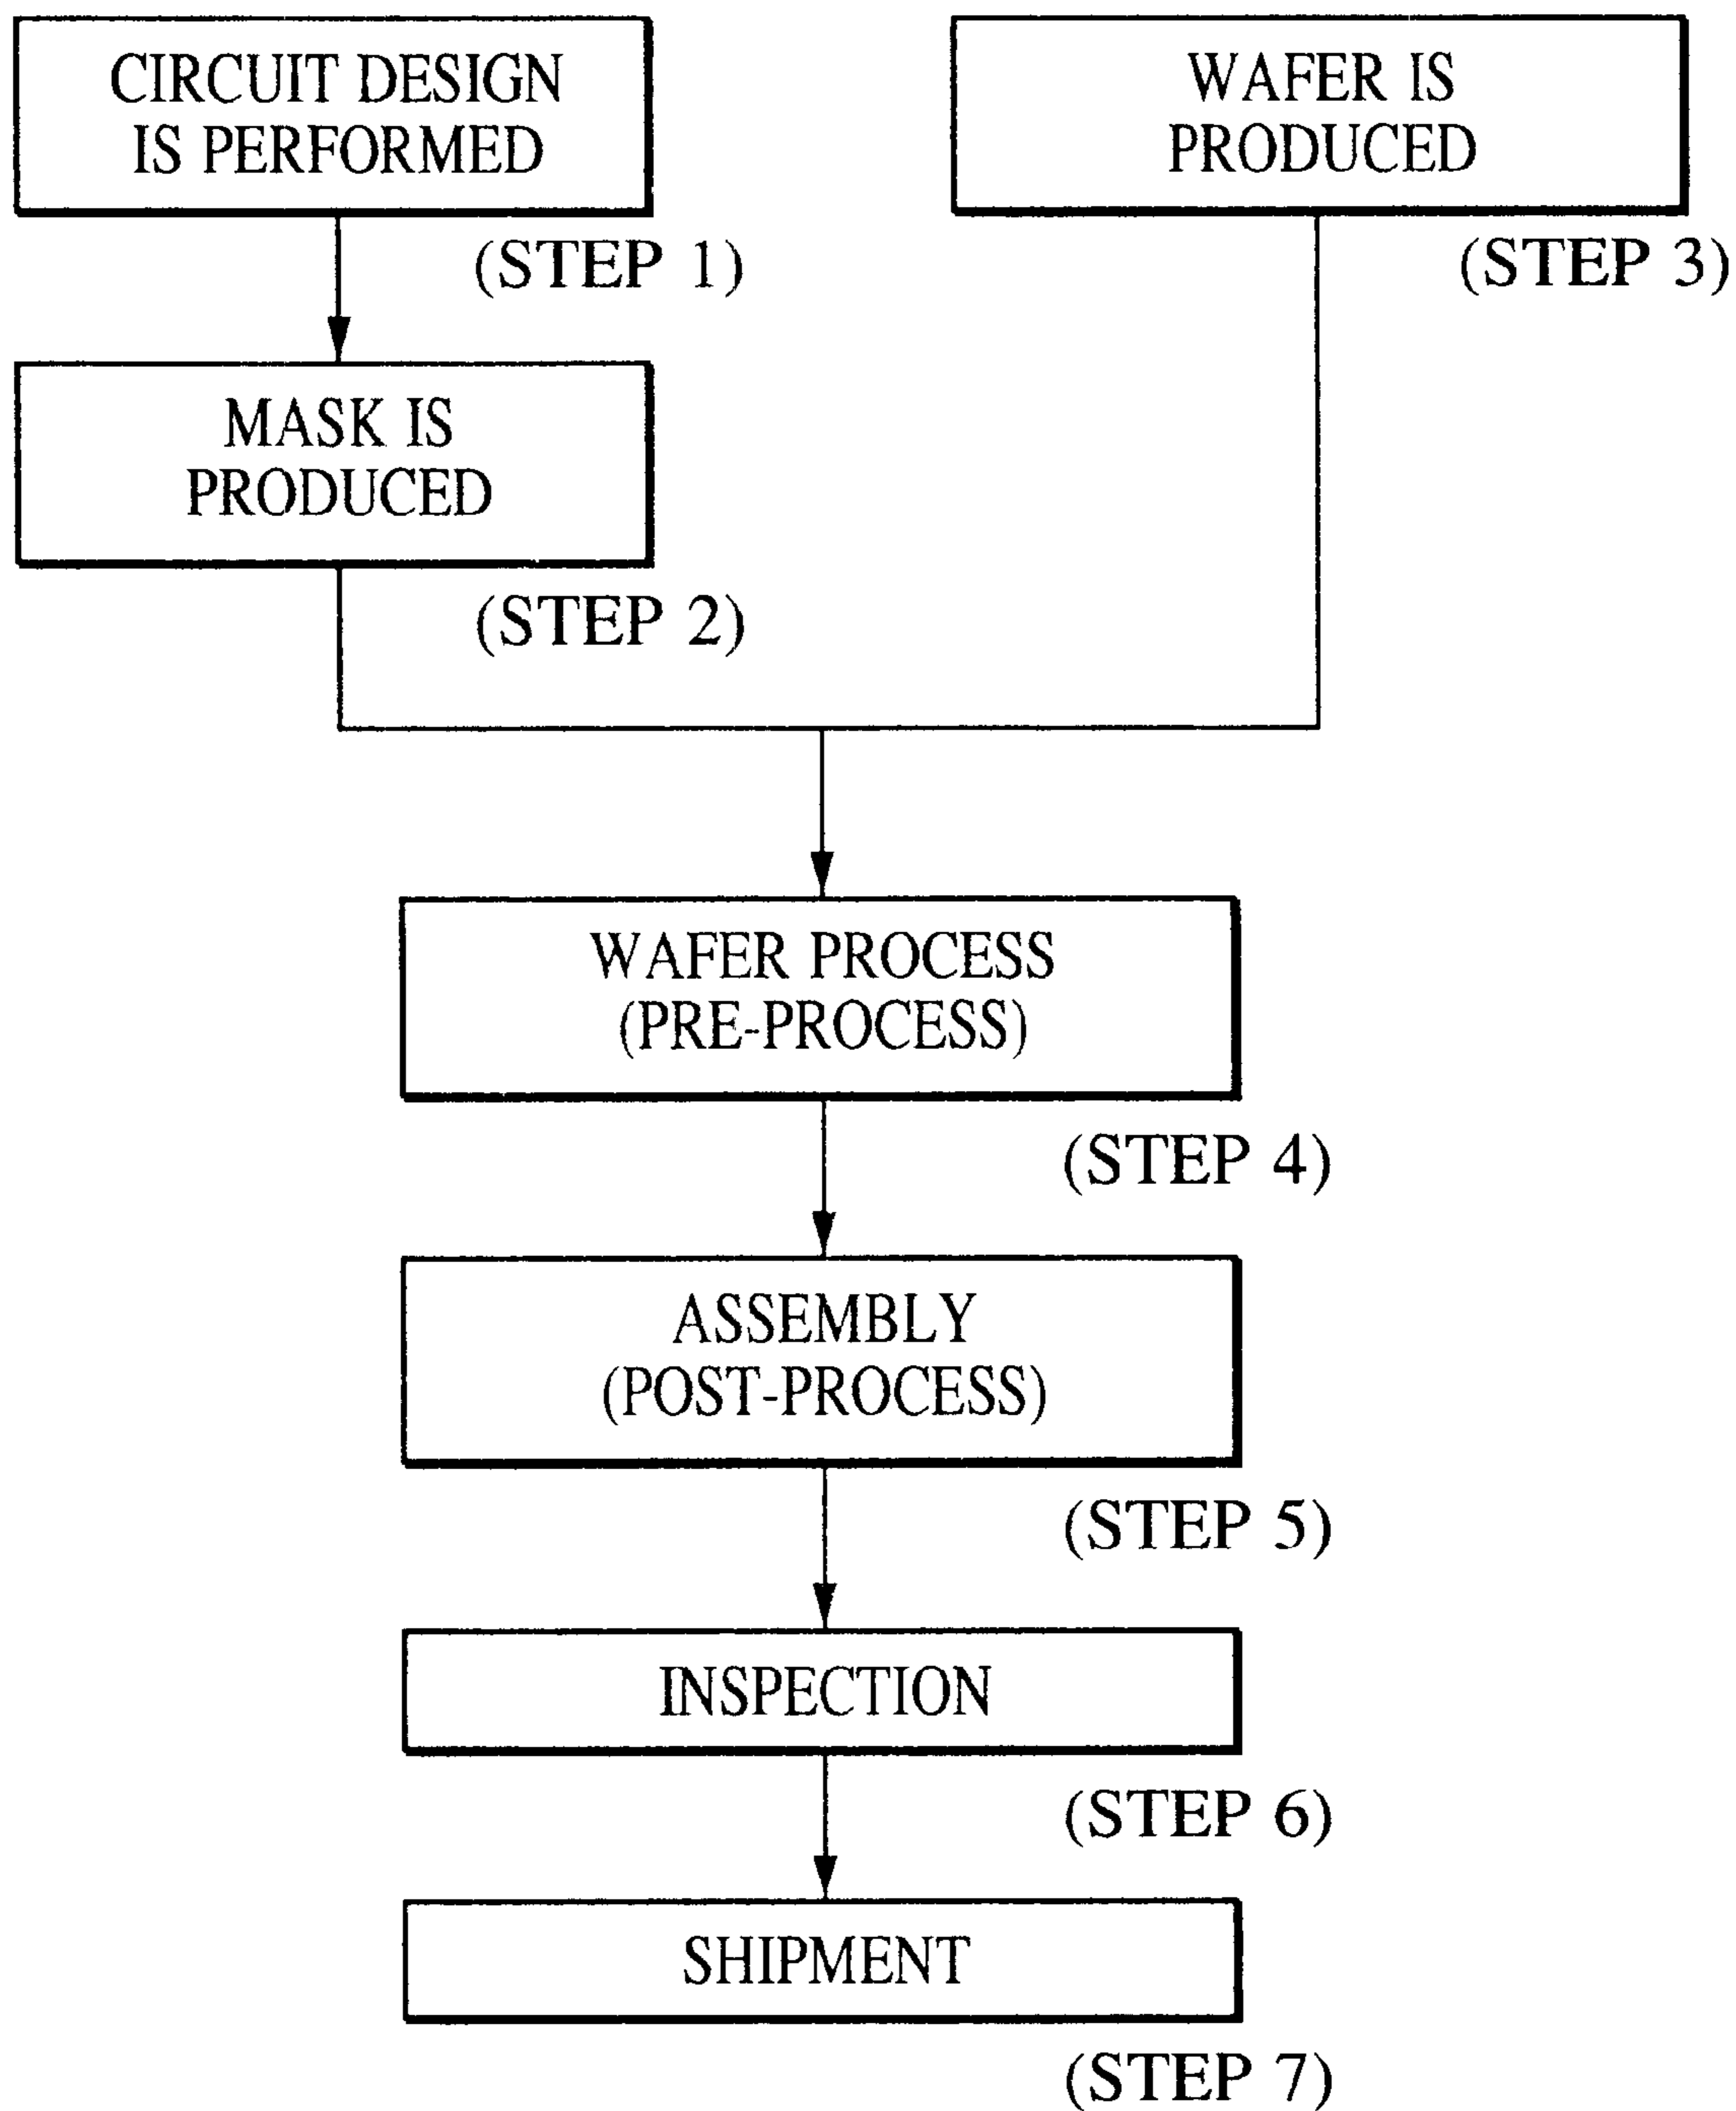 CIRCUIT DESIGN
IS PERFORMED
(STEP 1)
WAFER IS
PRODUCED
(STEP 3)
MASK IS
PRODUCED
(STEP 2)
WAFER PROCESS
(PRE-PROCESS)
(STEP 4)
ASSEMBLY
(POST-PROCESS)
(STEP 5)
INSPECTION
(STEP 6)
SHIPMENT
(STEP 7)